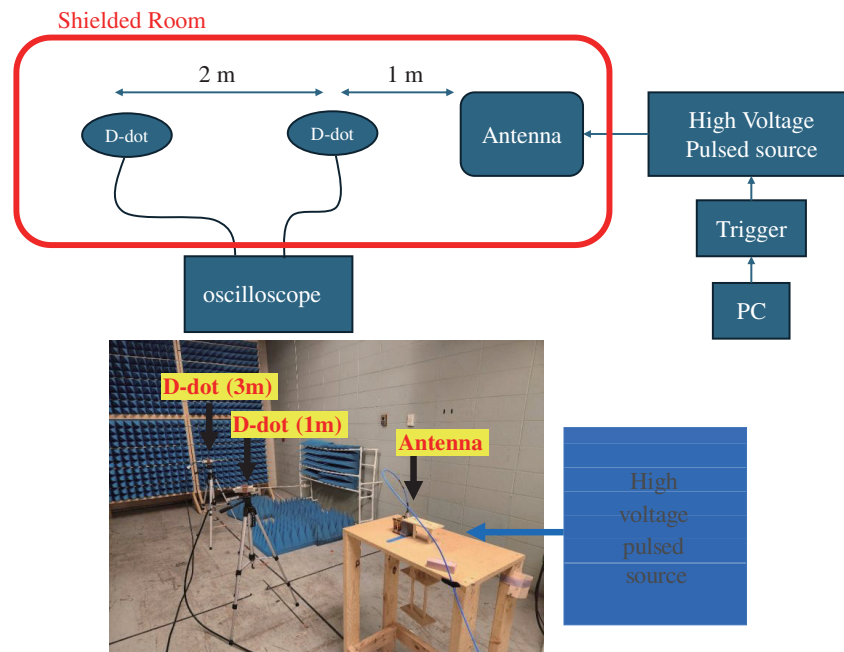 Shielded Room
2 m
1 m
D-dot
D-dot
Antenna
High Voltage
Pulsed source
Trigger
oscilloscope
PC
D-dot (3m)
D-dot (1m)
Antenna
High
voltage
pulsed
source